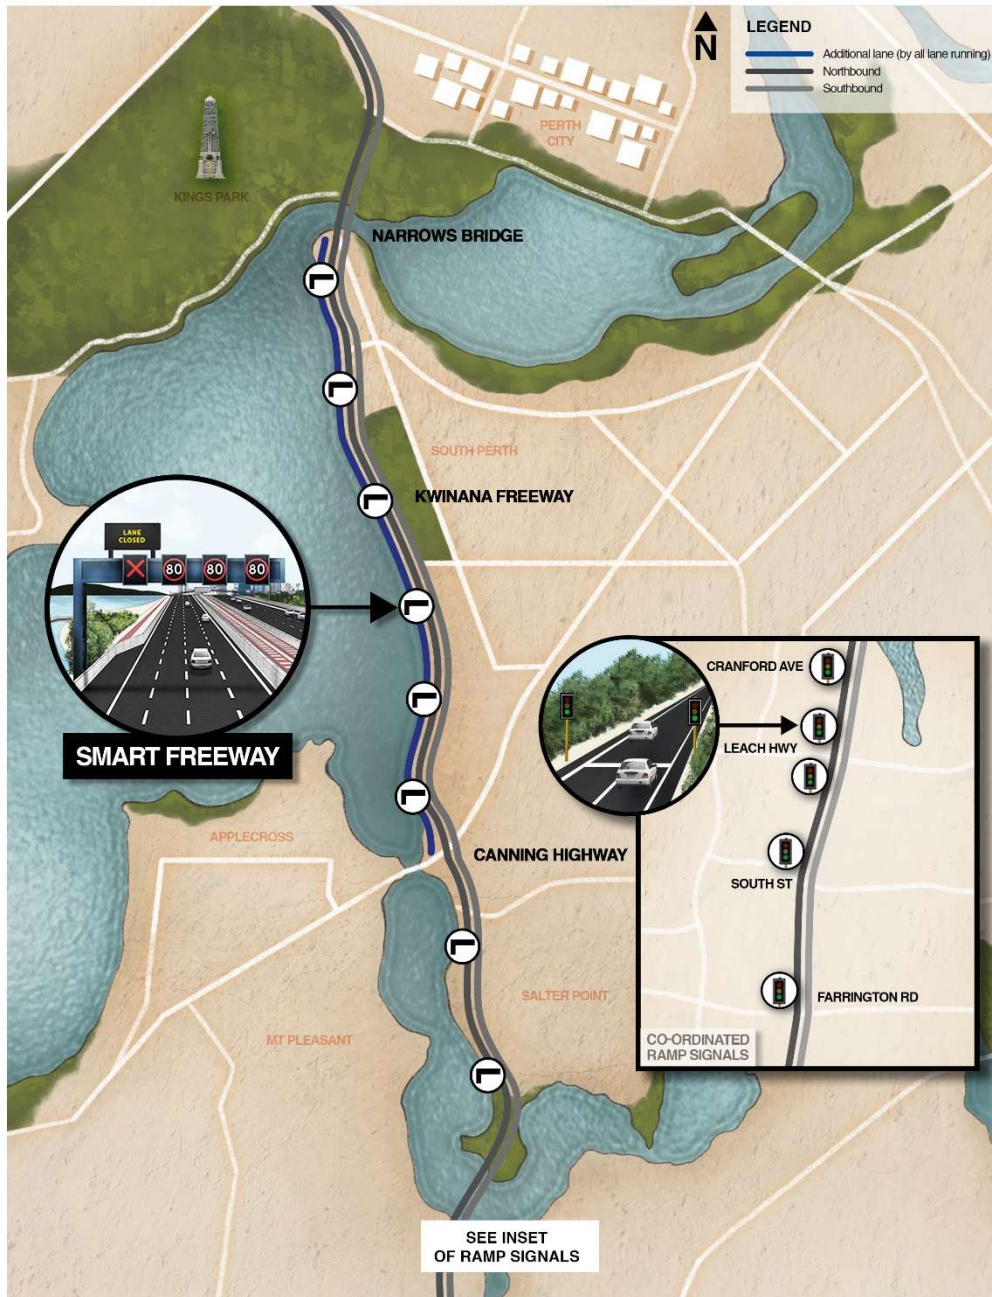 N
LEGEND
Additional lane (by all lane running)
Northbound
Southbound
PERTH
CITY
KINGS PARK
NARROWS BRIDGE
SOUTH PERTH
KWINANA FREEWAY
LANE
CLOSED
80
80
80
SMART FREEWAY
CRANFORD AVE
LEACH HWY
SOUTH ST
FARRINGTON RD
CO-ORDINATED
RAMP SIGNALS
APPLECROSS
CANNING HIGHWAY
SALTER POINT
MT PLEASANT
SEE INSET
OF RAMP SIGNALS